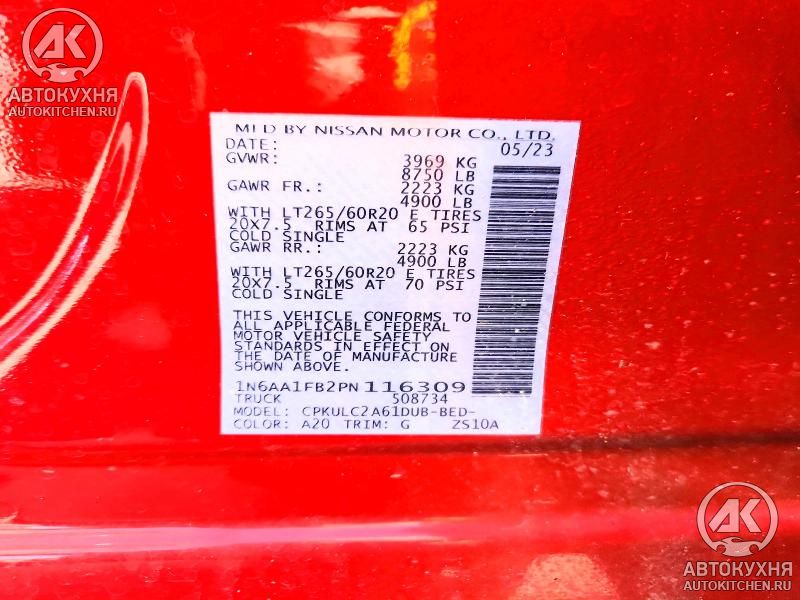 АК
АВТОКУХНЯ
AUTOKITCHEN.RU
MFD BY NISSAN MOTOR CO., LTD.
DATE: 05/23
GVWR: 3969 KG
8750 LB
GAWR FR.: 2223 KG
4900 LB
WITH LT265/60R20 E TIRES
20X7.5 RIMS AT 65 PSI
COLD SINGLE
GAWR RR.: 2223 KG
4900 LB
WITH LT265/60R20 E TIRES
20X7.5 RIMS AT 70 PSI
COLD SINGLE
THIS VEHICLE CONFORMS TO
ALL APPLICABLE FEDERAL
MOTOR VEHICLE SAFETY
STANDARDS IN EFFECT ON
THE DATE OF MANUFACTURE
SHOWN ABOVE.
1N6AA1FB2PN116309
TRUCK 508734
MODEL: CPKULC2A61DUB-BED-
COLOR: A20 TRIM: G ZS10A
АК
АВТОКУХНЯ
AUTOKITCHEN.RU